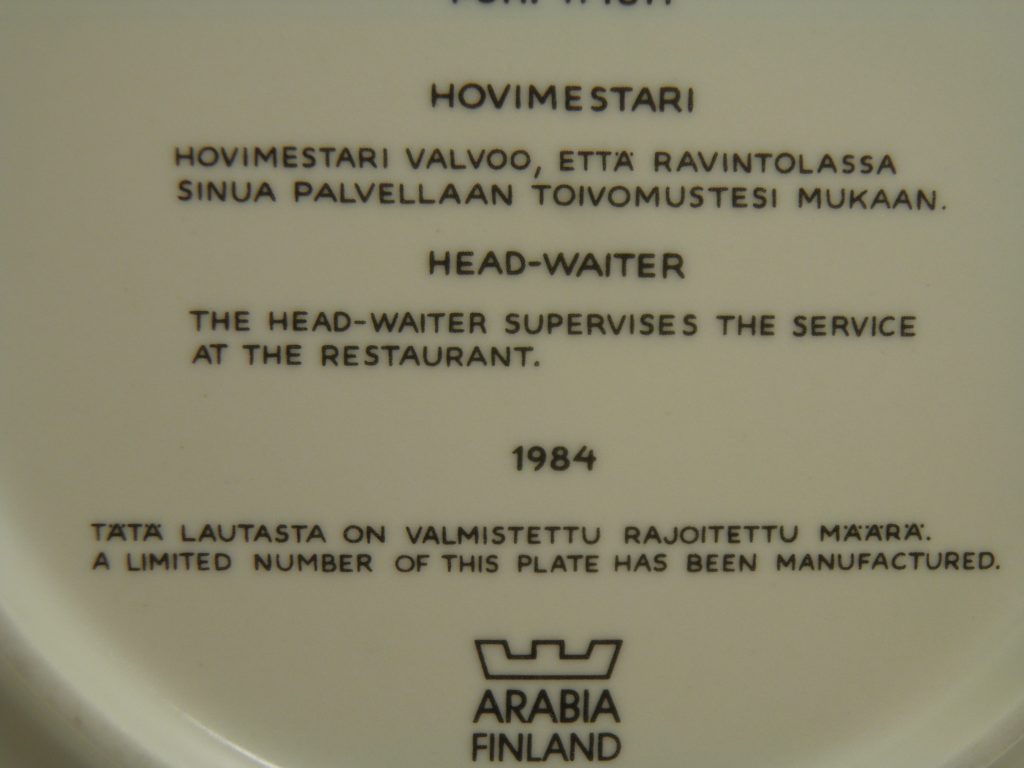 HOVIMESTARI
HOVIMESTARI VALVOO, ETTÄ RAVINTOLASSA
SINUA PALVELLAAN TOIVOMUSTESI MUKAAN.
HEAD-WAITER
THE HEAD-WAITER SUPERVISES THE SERVICE
AT THE RESTAURANT.
1984
TÄTÄ LAUTASTA ON VALMISTETTU RAJOITETTU MÄÄRÄ.
A LIMITED NUMBER OF THIS PLATE HAS BEEN MANUFACTURED.
ARABIA
FINLAND